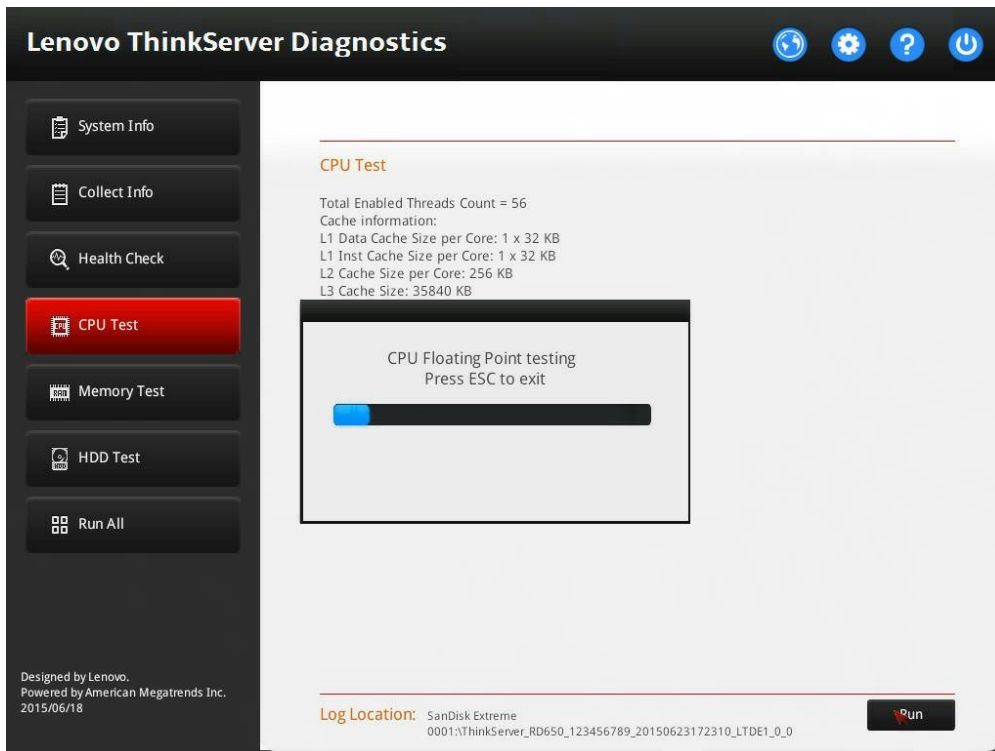 Lenovo ThinkServer Diagnostics
System Info
Collect Info
Health Check
CPU Test
Memory Test
HDD Test
Run All
Designed by Lenovo.
Powered by American Megatrends Inc.
2015/06/18
CPU Test
Total Enabled Threads Count = 56
Cache information:
L1 Data Cache Size per Core: 1 x 32 KB
L1 Inst Cache Size per Core: 1 x 32 KB
L2 Cache Size per Core: 256 KB
L3 Cache Size: 35840 KB
CPU Floating Point testing
Press ESC to exit
Log Location: SanDisk Extreme
0001:\ThinkServer_RD650_123456789_20150623172310_LTDE1_0_0
Run